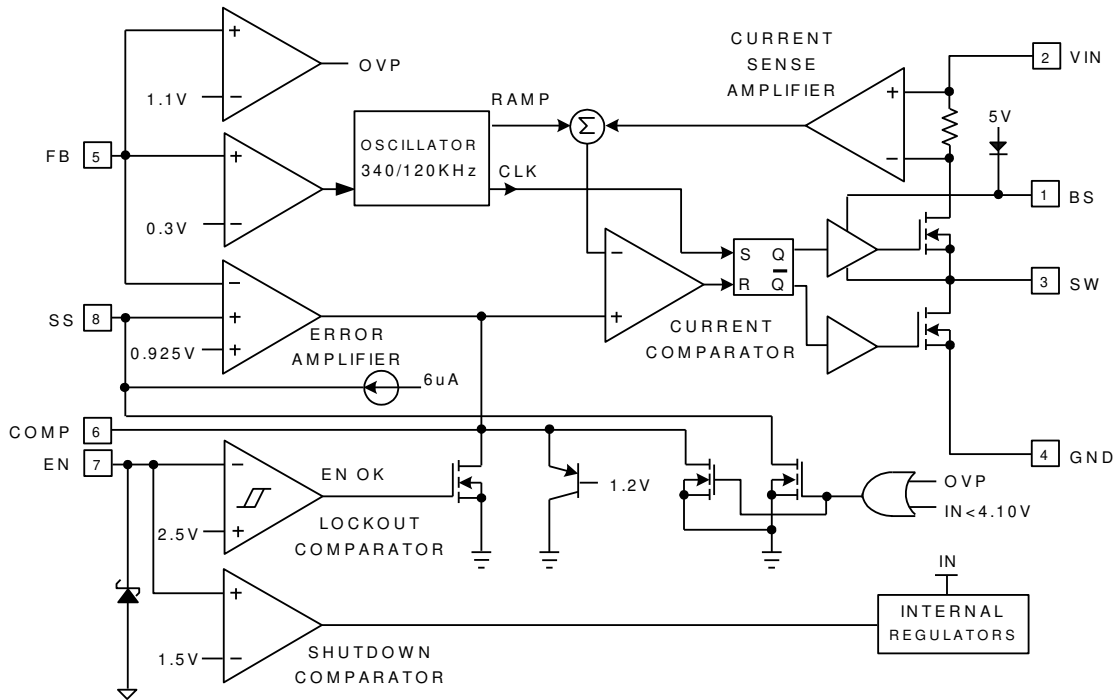 +
OVP
1.1V
−
CURRENT
SENSE
AMPLIFIER
+
−
2
VIN
5V
RAMP
Σ
OSCILLATOR
340/120KHz
CLK
FB
5
+
0.3V
−
1
BS
S Q
R Q̅
−
+
CURRENT
COMPARATOR
3
SW
SS
8
−
+
+
0.925V
ERROR
AMPLIFIER
6uA
COMP
6
EN
7
4
GND
−
+
2.5V
EN OK
LOCKOUT
COMPARATOR
1.2V
OVP
IN<4.10V
+
−
1.5V
SHUTDOWN
COMPARATOR
IN
INTERNAL
REGULATORS